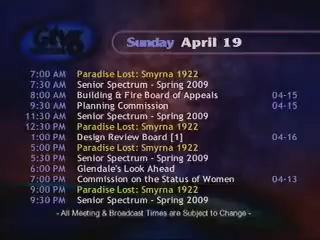 Sunday April 19
7:00 AM Paradise Lost: Smyrna 1922
7:30 AM Senior Spectrum - Spring 2009
8:00 AM Building & Fire Board of Appeals 04-15
9:30 AM Planning Commission 04-15
11:30 AM Senior Spectrum - Spring 2009
12:30 PM Paradise Lost: Smyrna 1922
1:00 PM Design Review Board [1] 04-16
5:00 PM Paradise Lost: Smyrna 1922
5:30 PM Senior Spectrum - Spring 2009
6:00 PM Glendale's Look Ahead
7:00 PM Commission on the Status of Women 04-13
9:00 PM Paradise Lost: Smyrna 1922
9:30 PM Senior Spectrum - Spring 2009
- All Meeting & Broadcast Times are Subject to Change -